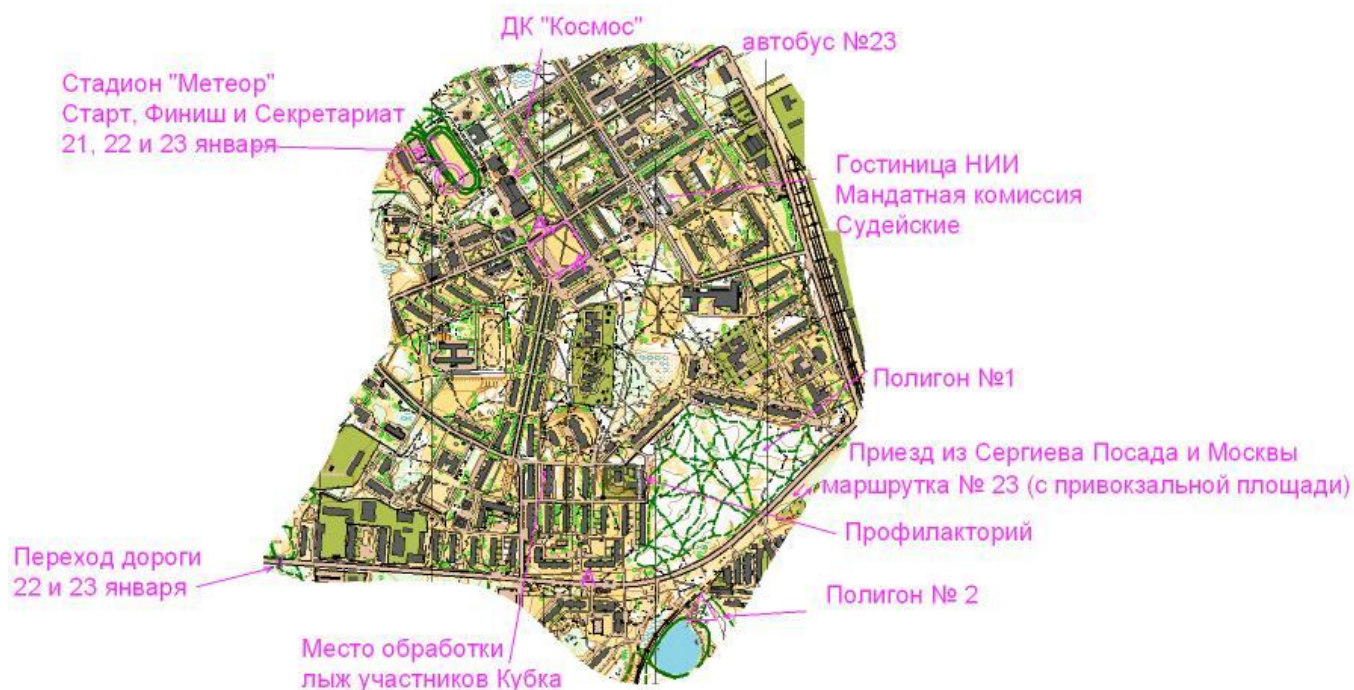 ДК "Космос"
автобус №23
Стадион "Метеор"
Старт, Финиш и Секретариат
21, 22 и 23 января
Гостиница НИИ
Мандатная комиссия
Судейские
А
А
Полигон №1
Приезд из Сергиева Посада и Москвы
маршрутка № 23 (с привокзальной площади)
Профилакторий
Переход дороги
22 и 23 января
А
Полигон № 2
Место обработки
лыж участников Кубка